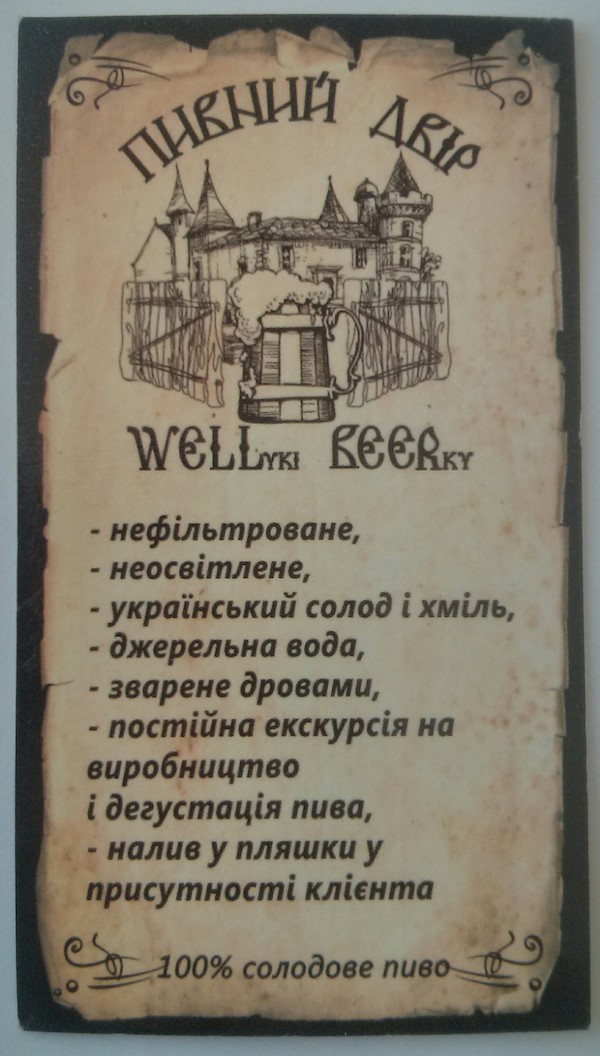 ПИВНИЙ ДВІР
WELLYKI BEERKY
- нефільтроване,
- неосвітлене,
- український солод і хміль,
- джерельна вода,
- зварене дровами,
- постійна екскурсія на
виробництво
і дегустація пива,
- налив у пляшки у
присутності клієнта
100% солодове пиво